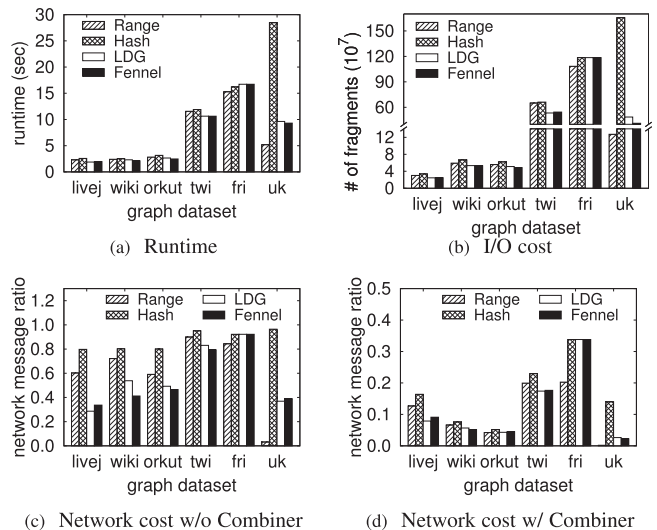 runtime (sec)
30
25
20
15
10
5
0
Range
Hash
LDG
Fennel
livej wiki orkut twi fri uk
graph dataset
(a) Runtime
# of fragments (10^7)
150
120
90
60
12
8
4
0
Range
Hash
LDG
Fennel
livej wiki orkut twi fri uk
graph dataset
(b) I/O cost
network message ratio
1.2
1.0
0.8
0.6
0.4
0.2
0.0
Range LDG
Hash Fennel
livej wiki orkut twi fri uk
graph dataset
(c) Network cost w/o Combiner
network message ratio
0.5
0.4
0.3
0.2
0.1
0.0
Range LDG
Hash Fennel
livej wiki orkut twi fri uk
graph dataset
(d) Network cost w/ Combiner